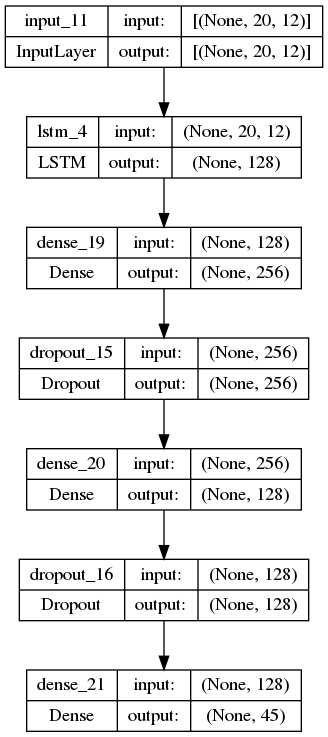 input_11 input: [(None, 20, 12)]
InputLayer output: [(None, 20, 12)]
lstm_4 input: (None, 20, 12)
LSTM output: (None, 128)
dense_19 input: (None, 128)
Dense output: (None, 256)
dropout_15 input: (None, 256)
Dropout output: (None, 256)
dense_20 input: (None, 256)
Dense output: (None, 128)
dropout_16 input: (None, 128)
Dropout output: (None, 128)
dense_21 input: (None, 128)
Dense output: (None, 45)